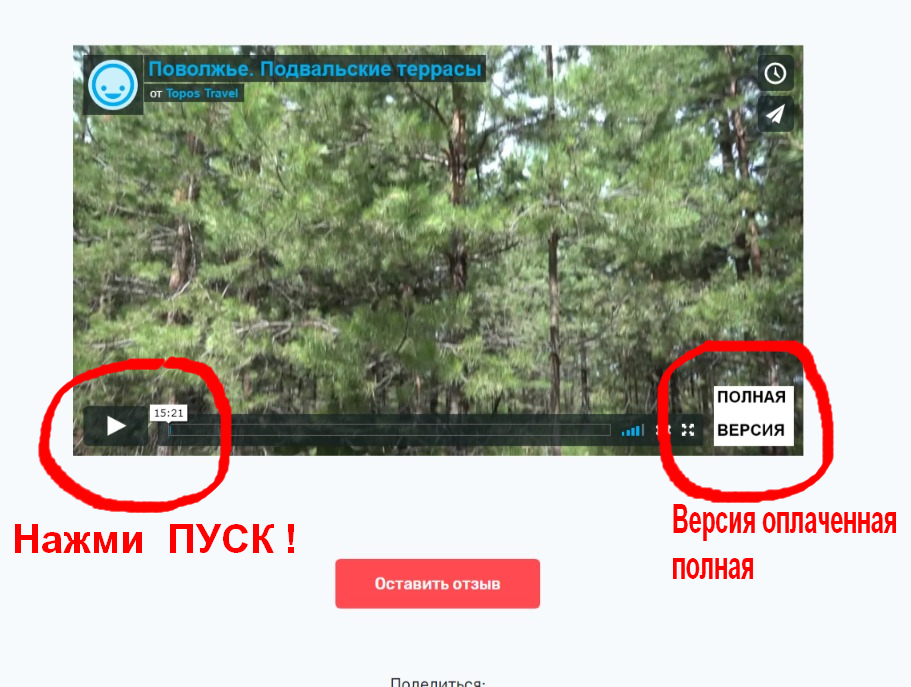 Поволжье. Подвальские террасы
от Topos Travel
15:21
ПОЛНАЯ
ВЕРСИЯ
Нажми ПУСК !
Версия оплаченная
полная
Оставить отзыв
Поделиться: